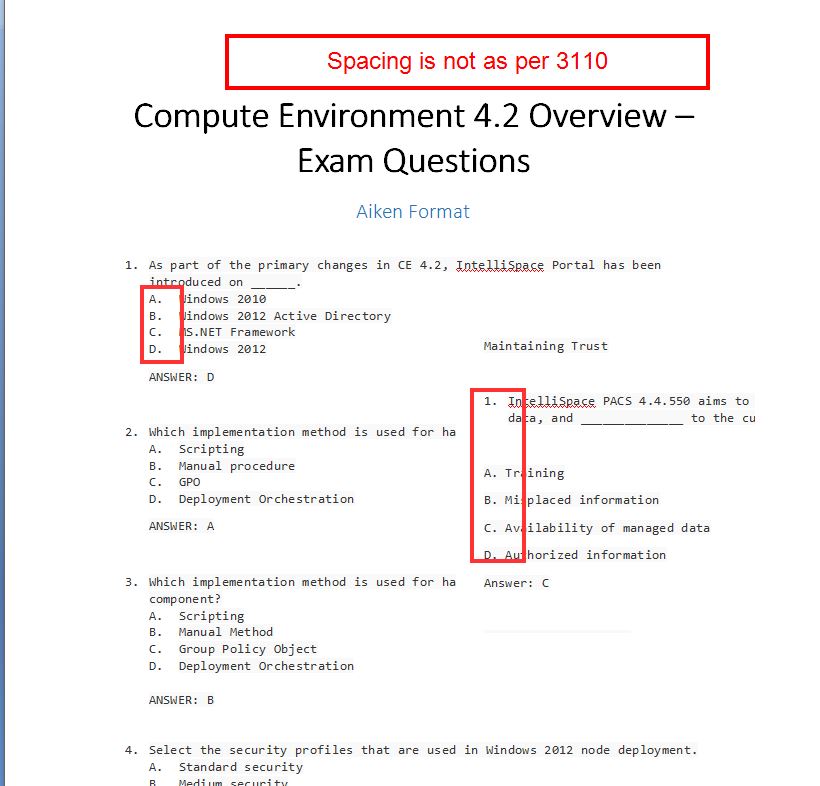 Spacing is not as per 3110
Compute Environment 4.2 Overview –
Exam Questions
Aiken Format
1. As part of the primary changes in CE 4.2, IntelliSpace Portal has been
introduced on ______.
A. Windows 2010
B. Windows 2012 Active Directory
C. MS.NET Framework
D. Windows 2012
ANSWER: D
2. Which implementation method is used for ha
A. Scripting
B. Manual procedure
C. GPO
D. Deployment Orchestration
ANSWER: A
3. Which implementation method is used for ha
component?
A. Scripting
B. Manual Method
C. Group Policy Object
D. Deployment Orchestration
ANSWER: B
4. Select the security profiles that are used in Windows 2012 node deployment.
A. Standard security
B. Medium security
Maintaining Trust
1. IntelliSpace PACS 4.4.550 aims to
data, and ______________ to the cu
A. Training
B. Misplaced information
C. Availability of managed data
D. Authorized information
Answer: C